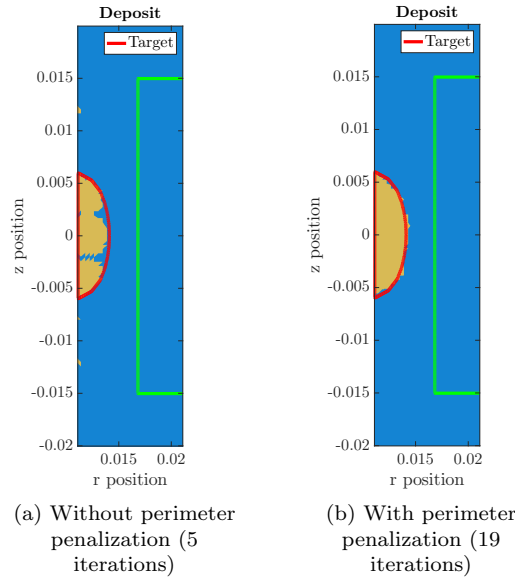 Deposit
Target
0.015
0.01
0.005
0
-0.005
-0.01
-0.015
-0.02
z position
0.015
0.02
r position
(a) Without perimeter
penalization (5
iterations)
Deposit
Target
0.015
0.01
0.005
0
-0.005
-0.01
-0.015
-0.02
z position
0.015
0.02
r position
(b) With perimeter
penalization (19
iterations)